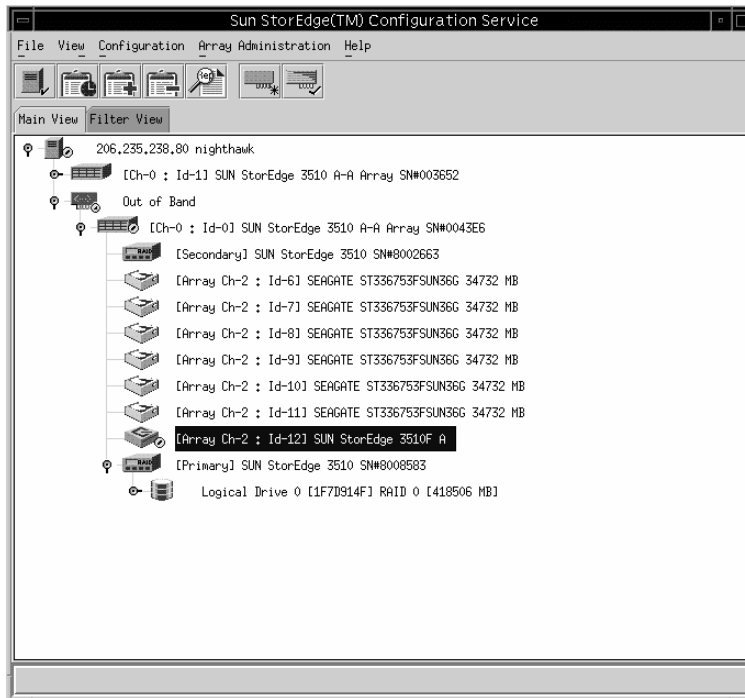 Sun StorEdge(TM) Configuration Service
File View Configuration Array Administration Help
Main View Filter View
206.235.238.80 nighthawk
[Ch-0 : Id-1] SUN StorEdge 3510 A-A Array SN#003652
Out of Band
[Ch-0 : Id-0] SUN StorEdge 3510 A-A Array SN#0043E6
[Secondary] SUN StorEdge 3510 SN#8002663
[Array Ch-2 : Id-6] SEAGATE ST336753FSUN36G 34732 MB
[Array Ch-2 : Id-7] SEAGATE ST336753FSUN36G 34732 MB
[Array Ch-2 : Id-8] SEAGATE ST336753FSUN36G 34732 MB
[Array Ch-2 : Id-9] SEAGATE ST336753FSUN36G 34732 MB
[Array Ch-2 : Id-10] SEAGATE ST336753FSUN36G 34732 MB
[Array Ch-2 : Id-11] SEAGATE ST336753FSUN36G 34732 MB
[Array Ch-2 : Id-12] SUN StorEdge 3510F A
[Primary] SUN StorEdge 3510 SN#8008583
Logical Drive 0 [1F7D914F] RAID 0 [418506 MB]